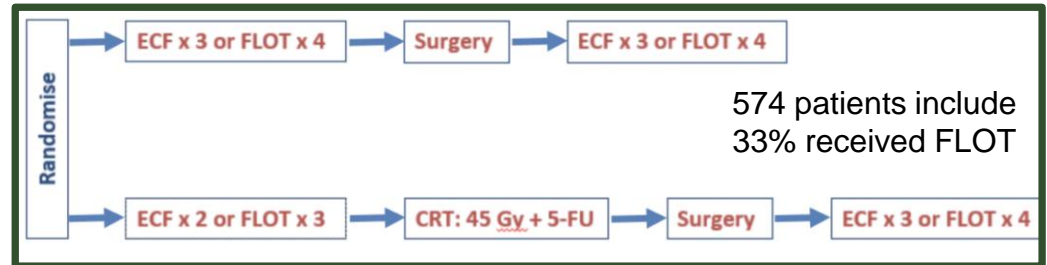 Randomise
ECF x 3 or FLOT x 4
Surgery
ECF x 3 or FLOT x 4
574 patients include
33% received FLOT
ECF x 2 or FLOT x 3
CRT: 45 Gy + 5-FU
Surgery
ECF x 3 or FLOT x 4